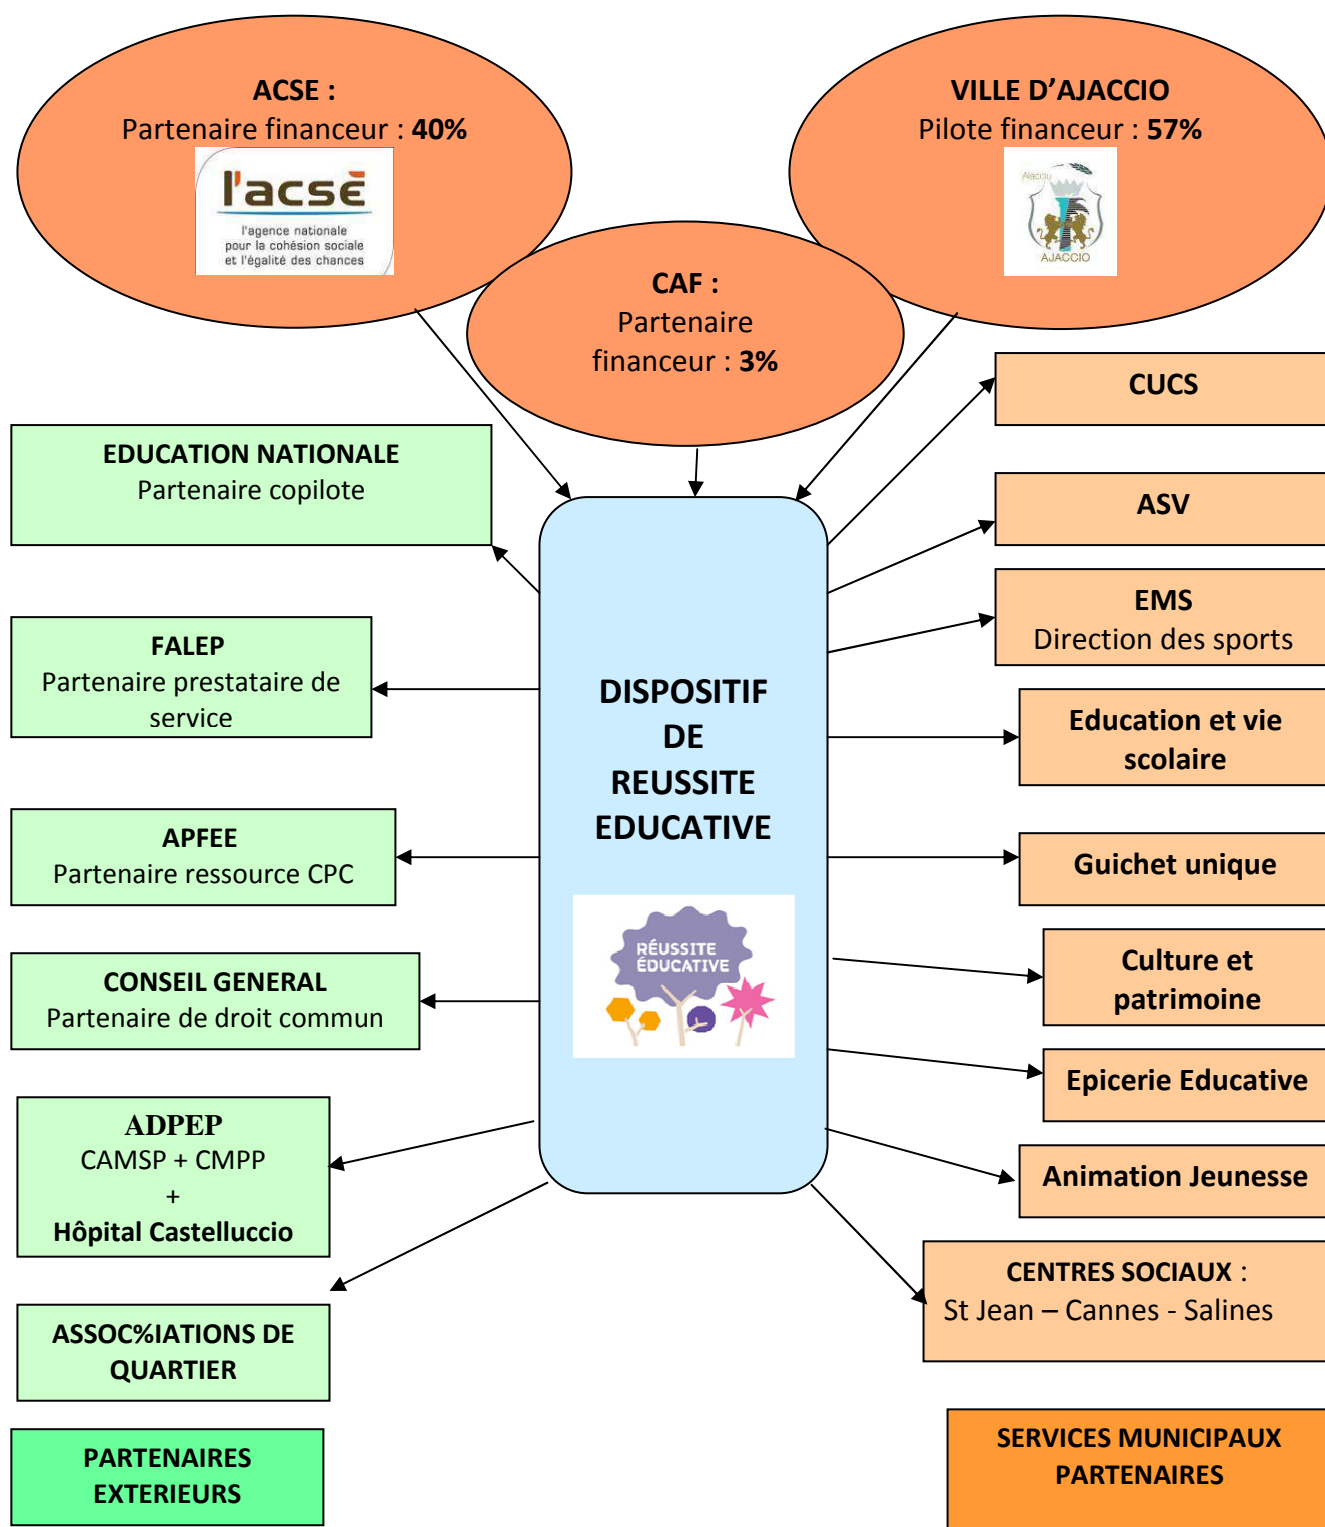 ACSE :
Partenaire financeur : 40%
l'acsé
l'agence nationale
pour la cohésion sociale
et l'égalité des chances
VILLE D'AJACCIO
Pilote financeur : 57%
Aiacciu
AJACCIO
CAF :
Partenaire
financeur : 3%
EDUCATION NATIONALE
Partenaire copilote
FALEP
Partenaire prestataire de
service
APFEE
Partenaire ressource CPC
CONSEIL GENERAL
Partenaire de droit commun
ADPEP
CAMSP + CMPP
+
Hôpital Castelluccio
ASSOC%IATIONS DE
QUARTIER
PARTENAIRES
EXTERIEURS
DISPOSITIF
DE
REUSSITE
EDUCATIVE
RÉUSSITE
ÉDUCATIVE
CUCS
ASV
EMS
Direction des sports
Education et vie
scolaire
Guichet unique
Culture et
patrimoine
Epicerie Educative
Animation Jeunesse
CENTRES SOCIAUX :
St Jean – Cannes - Salines
SERVICES MUNICIPAUX
PARTENAIRES